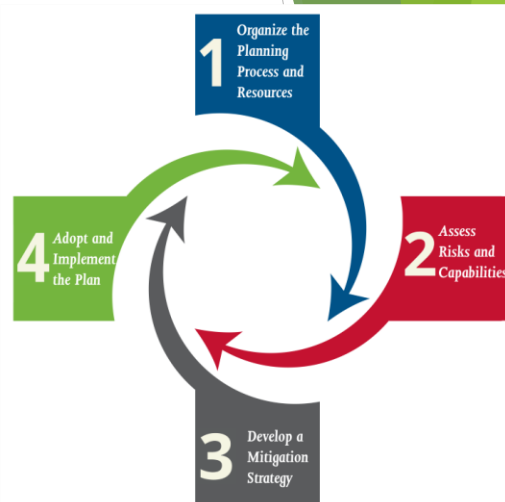 1
Organize the
Planning
Process and
Resources
2
Assess
Risks and
Capabilities
3
Develop a
Mitigation
Strategy
4
Adopt and
Implement
the Plan